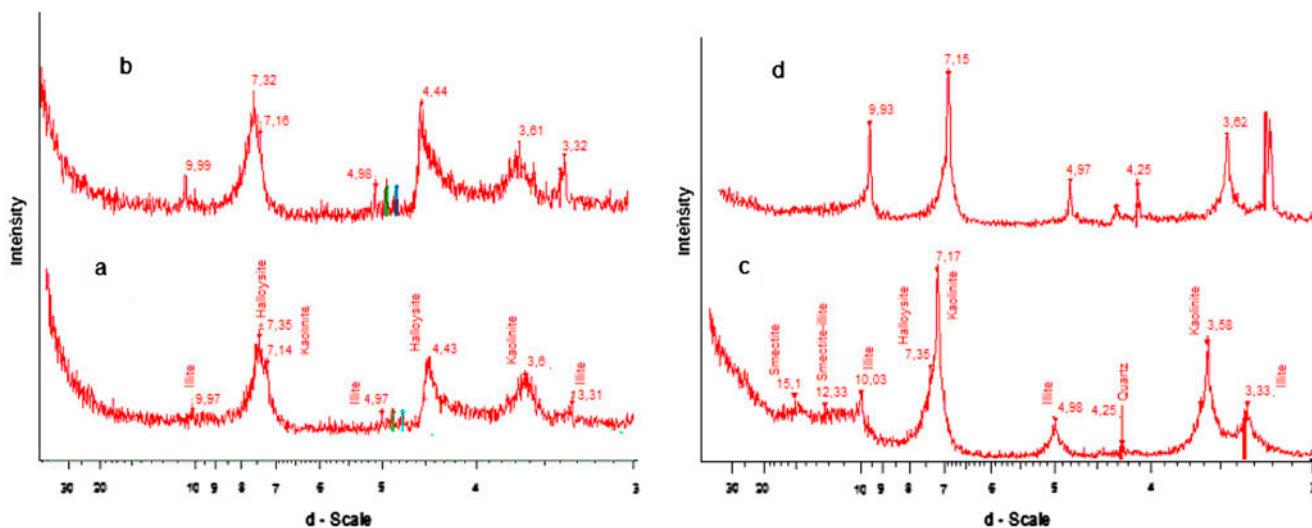 b
7,32
7,16
4,44
3,61
3,32
9,99
4,98
Intensity
a
Illite
9,97
Halloysite
7,35
7,14
Kaolinite
Illite
4,97
Halloysite
4,43
Kaolinite
3,6
Illite
3,31
30 20 10 9 8 7 6 5 4 3
d - Scale
d
7,15
9,93
4,97
4,25
3,62
Intensity
c
Smectite
15,1
Smectite-illite
12,33
Illite
10,03
Halloysite
7,35
7,17
Kaolinite
Illite
4,98
4,25
Quartz
Kaolinite
3,58
3,33
Illite
30 20 10 9 8 7 6 5 4
d - Scale